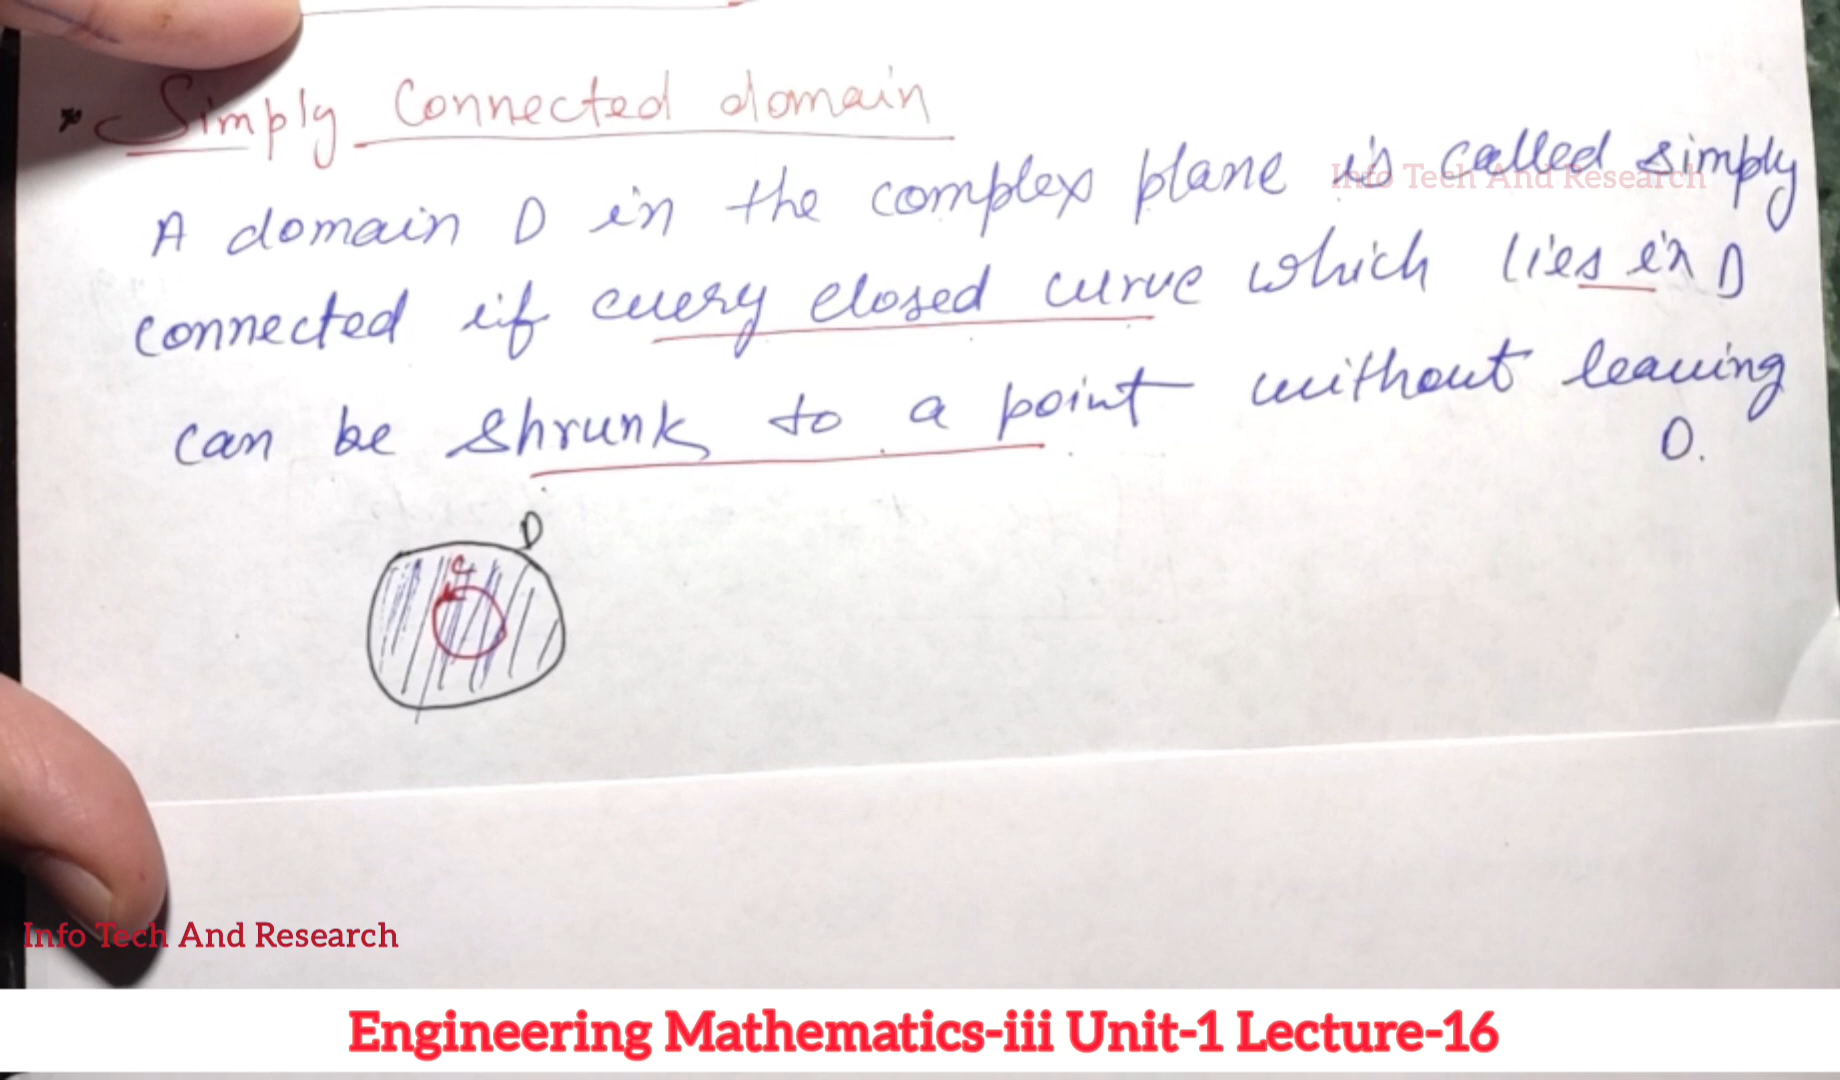 Simply Connected domain
A domain D in the complex plane is called simply
Info Tech And Research
connected if every closed curve which lies in D
can be shrunk to a point without leaving
D.
D
Info Tech And Research
Engineering Mathematics-iii Unit-1 Lecture-16